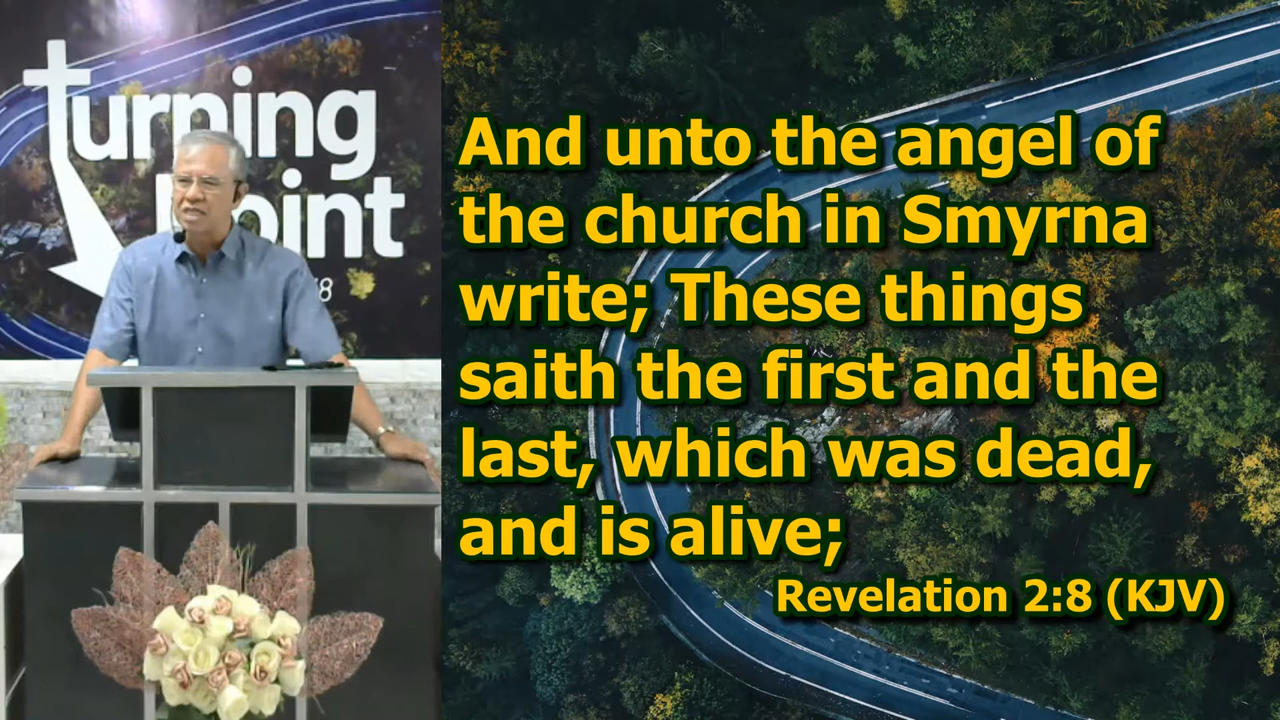 turning
Point
And unto the angel of
the church in Smyrna
write; These things
saith the first and the
last, which was dead,
and is alive;
Revelation 2:8 (KJV)